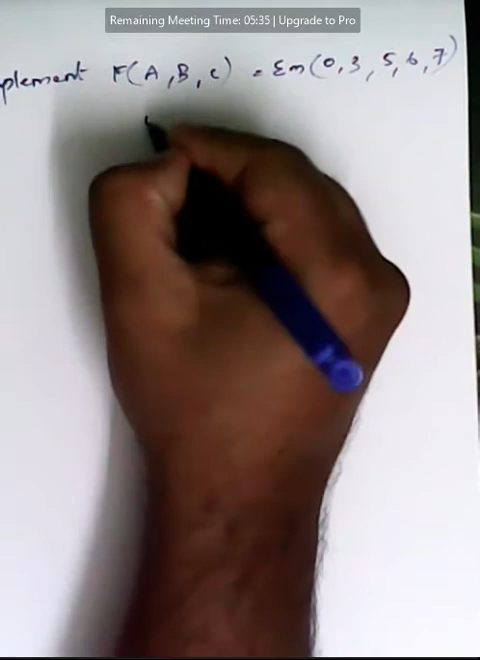 Remaining Meeting Time: 05:35 | Upgrade to Pro
plement F(A,B,C) = Σm(0,3,5,6,7)